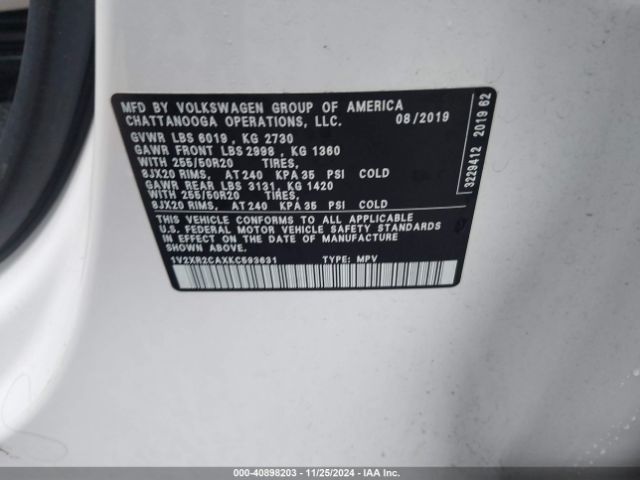 MFD BY VOLKSWAGEN GROUP OF AMERICA
CHATTANOOGA OPERATIONS, LLC. 08/2019
GVWR LBS 6019 , KG 2730
GAWR FRONT LBS 2998 , KG 1360
WITH 255/50R20 TIRES,
8JX20 RIMS, AT 240 KPA 35 PSI COLD
GAWR REAR LBS 3131, KG 1420
WITH 255/50R20 TIRES,
8JX20 RIMS, AT 240 KPA 35 PSI COLD
THIS VEHICLE CONFORMS TO ALL APPLICABLE
U.S. FEDERAL MOTOR VEHICLE SAFETY STANDARDS
IN EFFECT ON THE DATE OF MANUFACTURE
SHOWN ABOVE.
1V2XR2CAXKC593631 TYPE: MPV
3229412 2019 62
© - 40898203 - 11/25/2024 - IAA Inc.